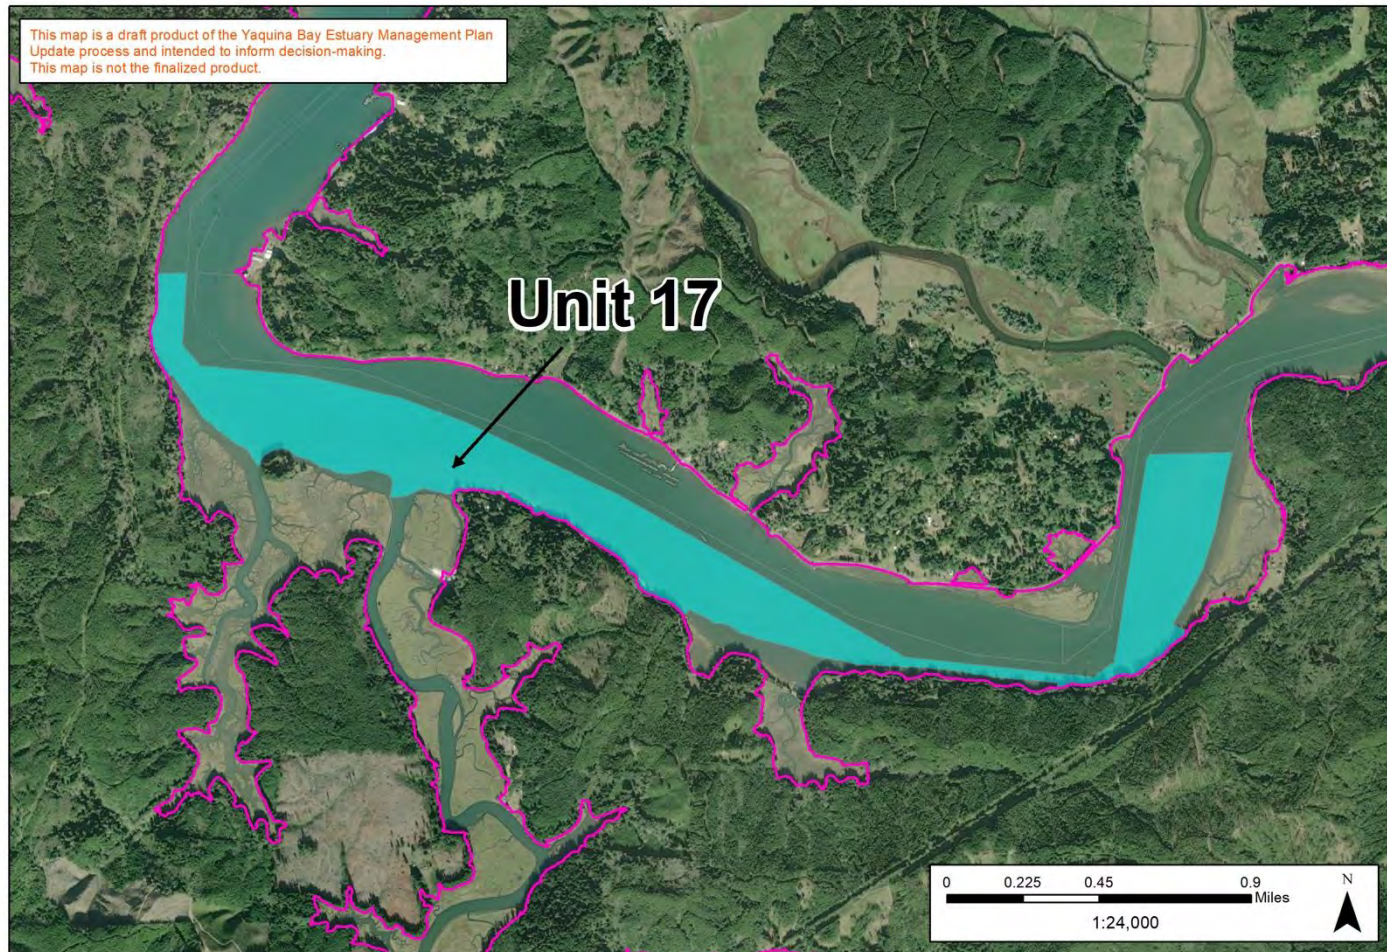 This map is a draft product of the Yaquina Bay Estuary Management Plan
Update process and intended to inform decision-making.
This map is not the finalized product.
Unit 17
0 0.225 0.45 0.9
Miles
1:24,000
N